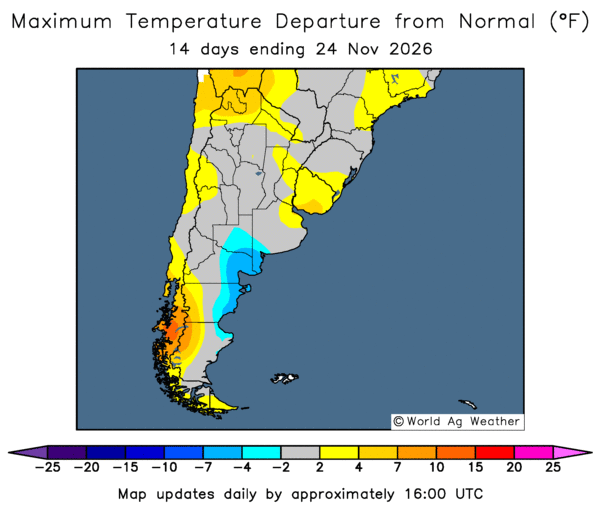 Maximum Temperature Departure from Normal (°F)
14 days ending 24 Nov 2026
© World Ag Weather
-25 -20 -15 -10 -7 -4 -2 2 4 7 10 15 20 25
Map updates daily by approximately 16:00 UTC